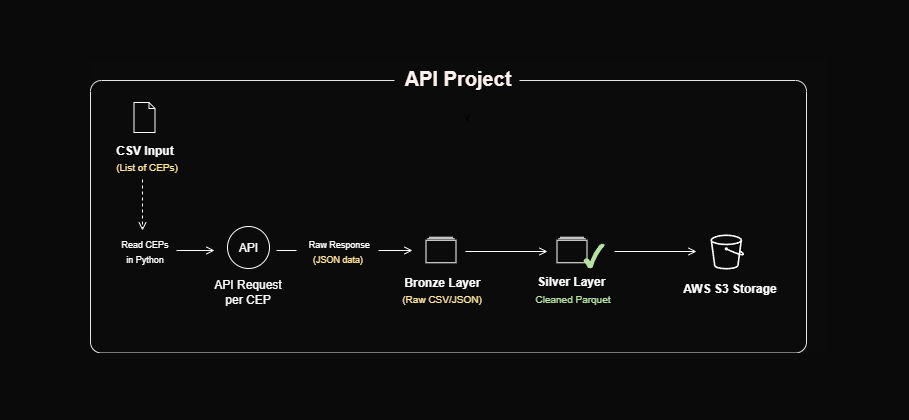 API Project
CSV Input
(List of CEPs)
Read CEPs
in Python
API
API Request
per CEP
Raw Response
(JSON data)
Bronze Layer
(Raw CSV/JSON)
Silver Layer
Cleaned Parquet
AWS S3 Storage